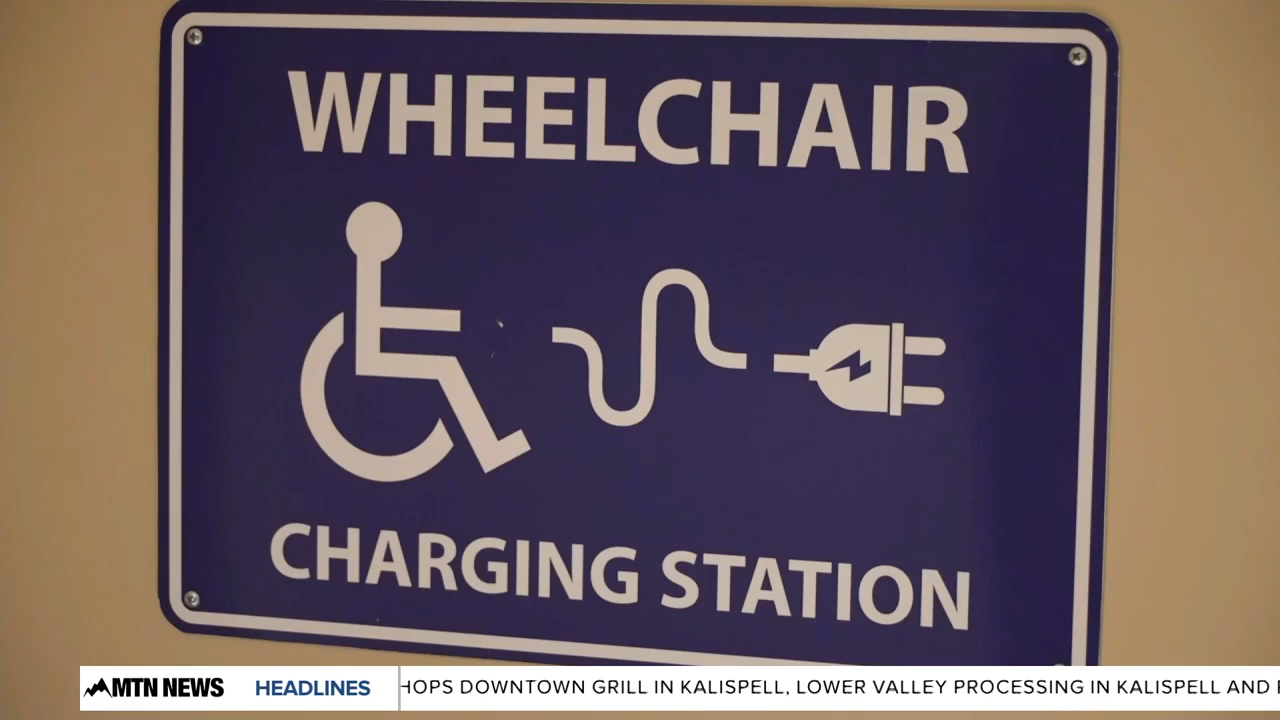 WHEELCHAIR
CHARGING STATION
MTN NEWS HEADLINES HOPS DOWNTOWN GRILL IN KALISPELL, LOWER VALLEY PROCESSING IN KALISPELL AND